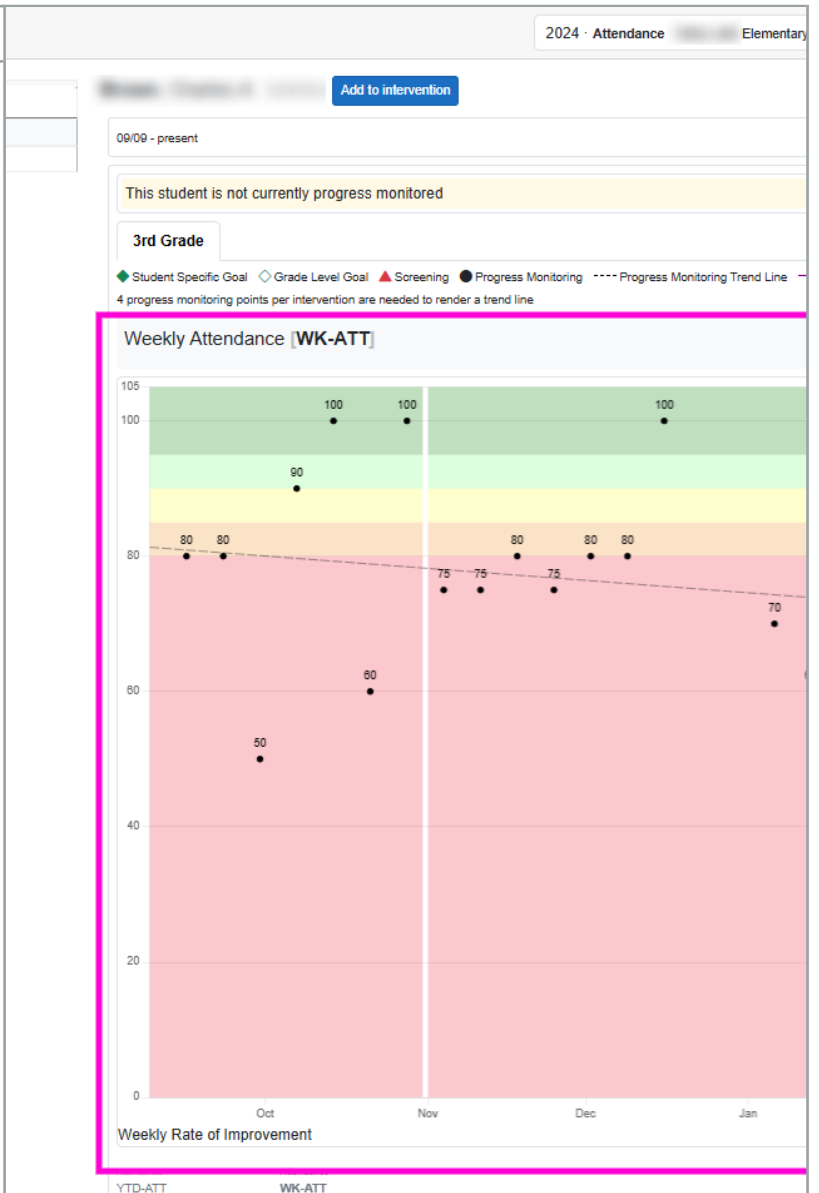 2024 · Attendance Elementary
Add to intervention
09/09 - present
This student is not currently progress monitored
3rd Grade
Student Specific Goal Grade Level Goal Screening Progress Monitoring Progress Monitoring Trend Line
4 progress monitoring points per intervention are needed to render a trend line
Weekly Attendance [WK-ATT]
105
100 100 100
100
90
80 80 80 80 80
80
75 75 75
70
60
60
50
40
20
0
Oct Nov Dec Jan
Weekly Rate of Improvement
YTD-ATT WK-ATT